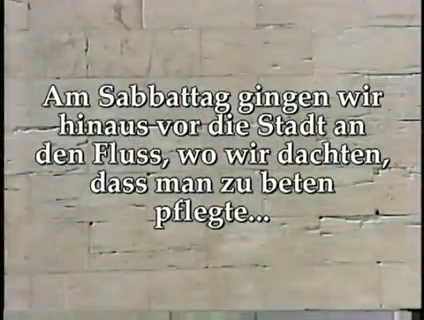 Am Sabbattag gingen wir
hinaus vor die Stadt an
den Fluss, wo wir dachten,
dass man zu beten
pflegte...